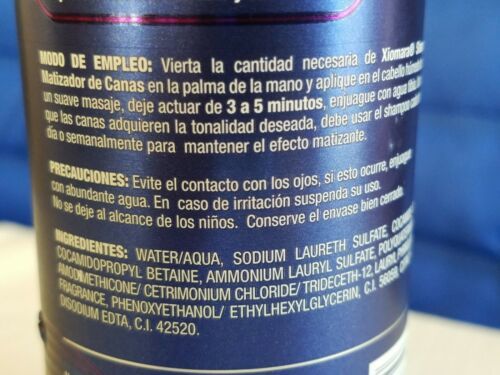 MODO DE EMPLEO: Vierta la cantidad necesaria de Xiomara®
Matizador de Canas en la palma de la mano y aplique en el cabello
un suave masaje, deje actuar de 3 a 5 minutos, enjuague con agua
que las canas adquieren la tonalidad deseada, debe usar el shampoo
día o semanalmente para mantener el efecto matizante.
PRECAUCIONES: Evite el contacto con los ojos, si esto ocurre, enjuague
con abundante agua. En caso de irritación suspenda su uso.
No se deje al alcance de los niños. Conserve el envase bien cerrado.
INGREDIENTES: WATER/AQUA, SODIUM LAURETH SULFATE,
COCAMIDOPROPYL BETAINE, AMMONIUM LAURYL SULFATE,
AMODIMETHICONE/ CETRIMONIUM CHLORIDE/ TRIDECETH-12,
FRAGRANCE, PHENOXYETHANOL/ ETHYLHEXYLGLYCERIN, C.I.
DISODIUM EDTA, C.I. 42520.